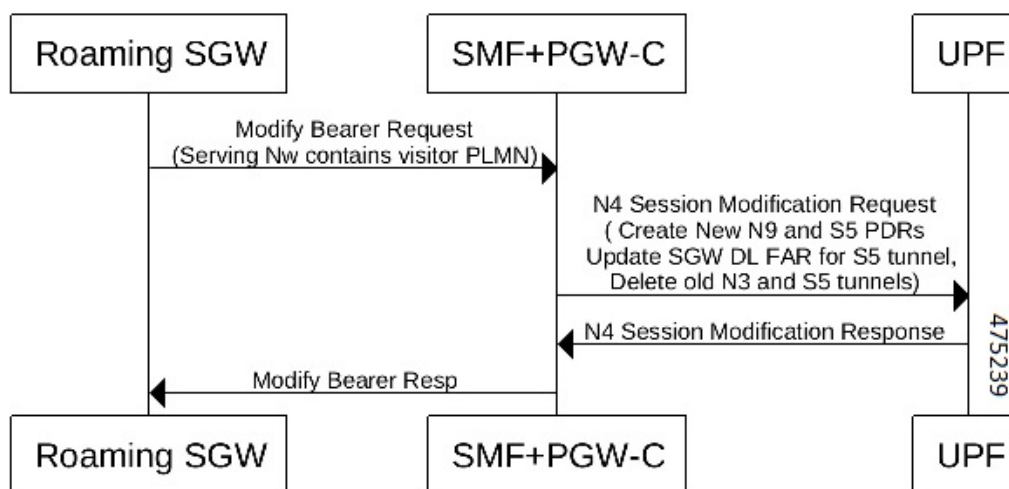 Roaming SGW
SMF+PGW-C
UPF
Modify Bearer Request
(Serving Nw contains visitor PLMN)
N4 Session Modification Request
( Create New N9 and S5 PDRs
Update SGW DL FAR for S5 tunnel,
Delete old N3 and S5 tunnels)
N4 Session Modification Response
475239
Modify Bearer Resp
Roaming SGW
SMF+PGW-C
UPF